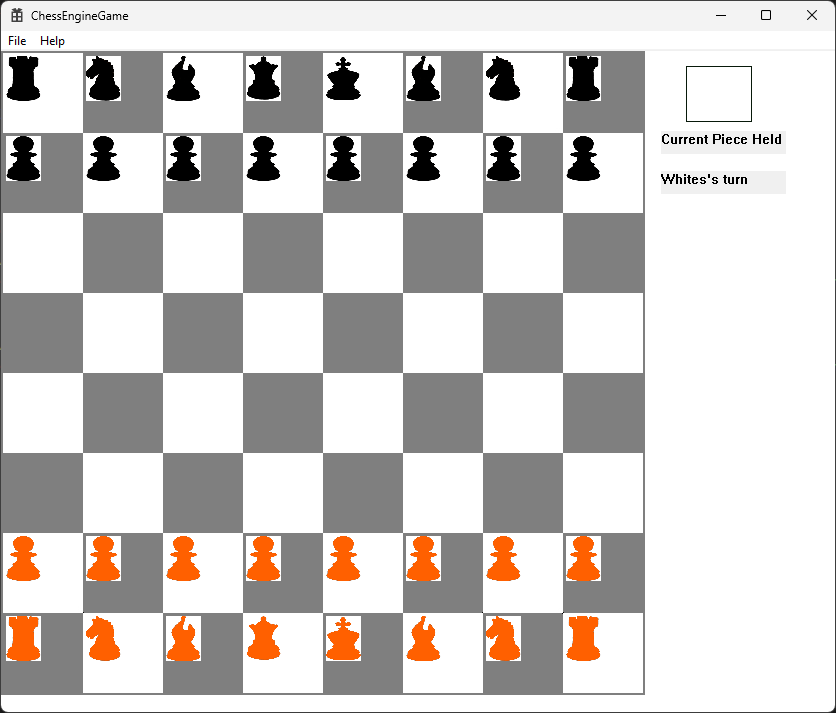 ChessEngineGame
File Help
Current Piece Held
Whites's turn